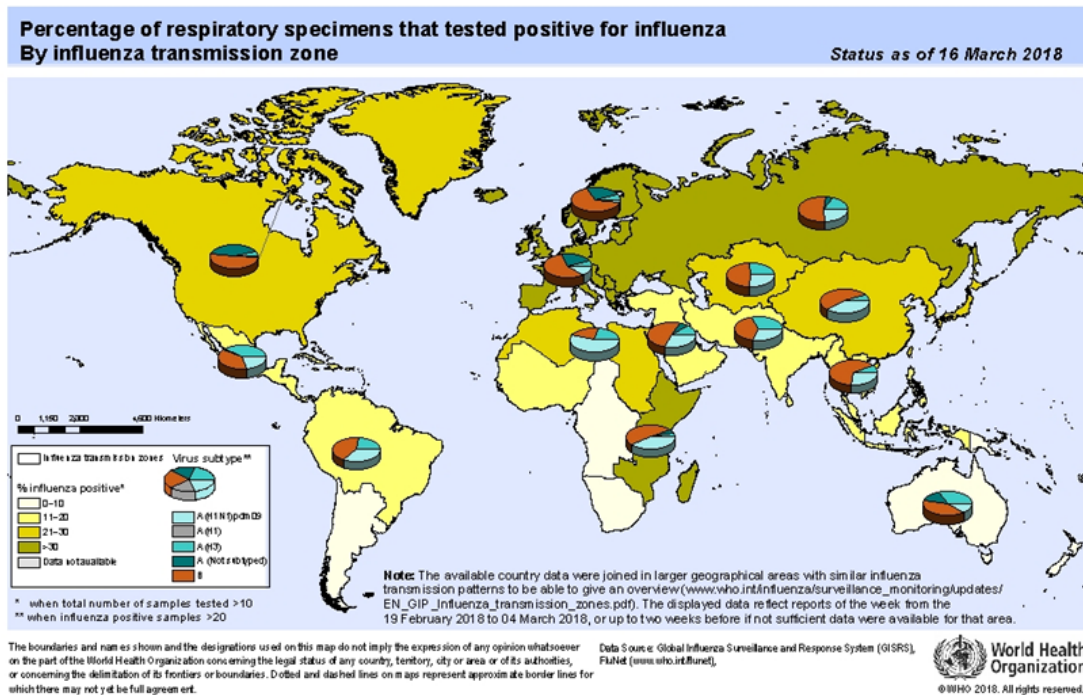 Percentage of respiratory specimens that tested positive for influenza
By influenza transmission zone
Status as of 16 March 2018
0 1,150 2,300 4,600 Kilometers
Influenza transmission zones
Virus subtype**
% influenza positive*
0–10
11–20
21–30
>30
Data not available
A(H1N1)pdm09
A(H1)
A(H3)
A (Not subtyped)
B
* when total number of samples tested >10
** when influenza positive samples >20
Note: The available country data were joined in larger geographical areas with similar influenza
transmission patterns to be able to give an overview (www.who.int/influenza/surveillance_monitoring/updates/
EN_GIP_Influenza_transmission_zones.pdf). The displayed data reflect reports of the week from the
19 February 2018 to 04 March 2018, or up to two weeks before if not sufficient data were available for that area.
The boundaries and names shown and the designations used on this map do not imply the expression of any opinion whatsoever
on the part of the World Health Organization concerning the legal status of any country, territory, city or area or of its authorities,
or concerning the delimitation of its frontiers or boundaries. Dotted and dashed lines on maps represent approximate border lines for
which there may not yet be full agreement.
Data Source: Global Influenza Surveillance and Response System (GISRS),
FluNet (www.who.int/flunet),
World Health
Organization
©WHO 2018. All rights reserved.